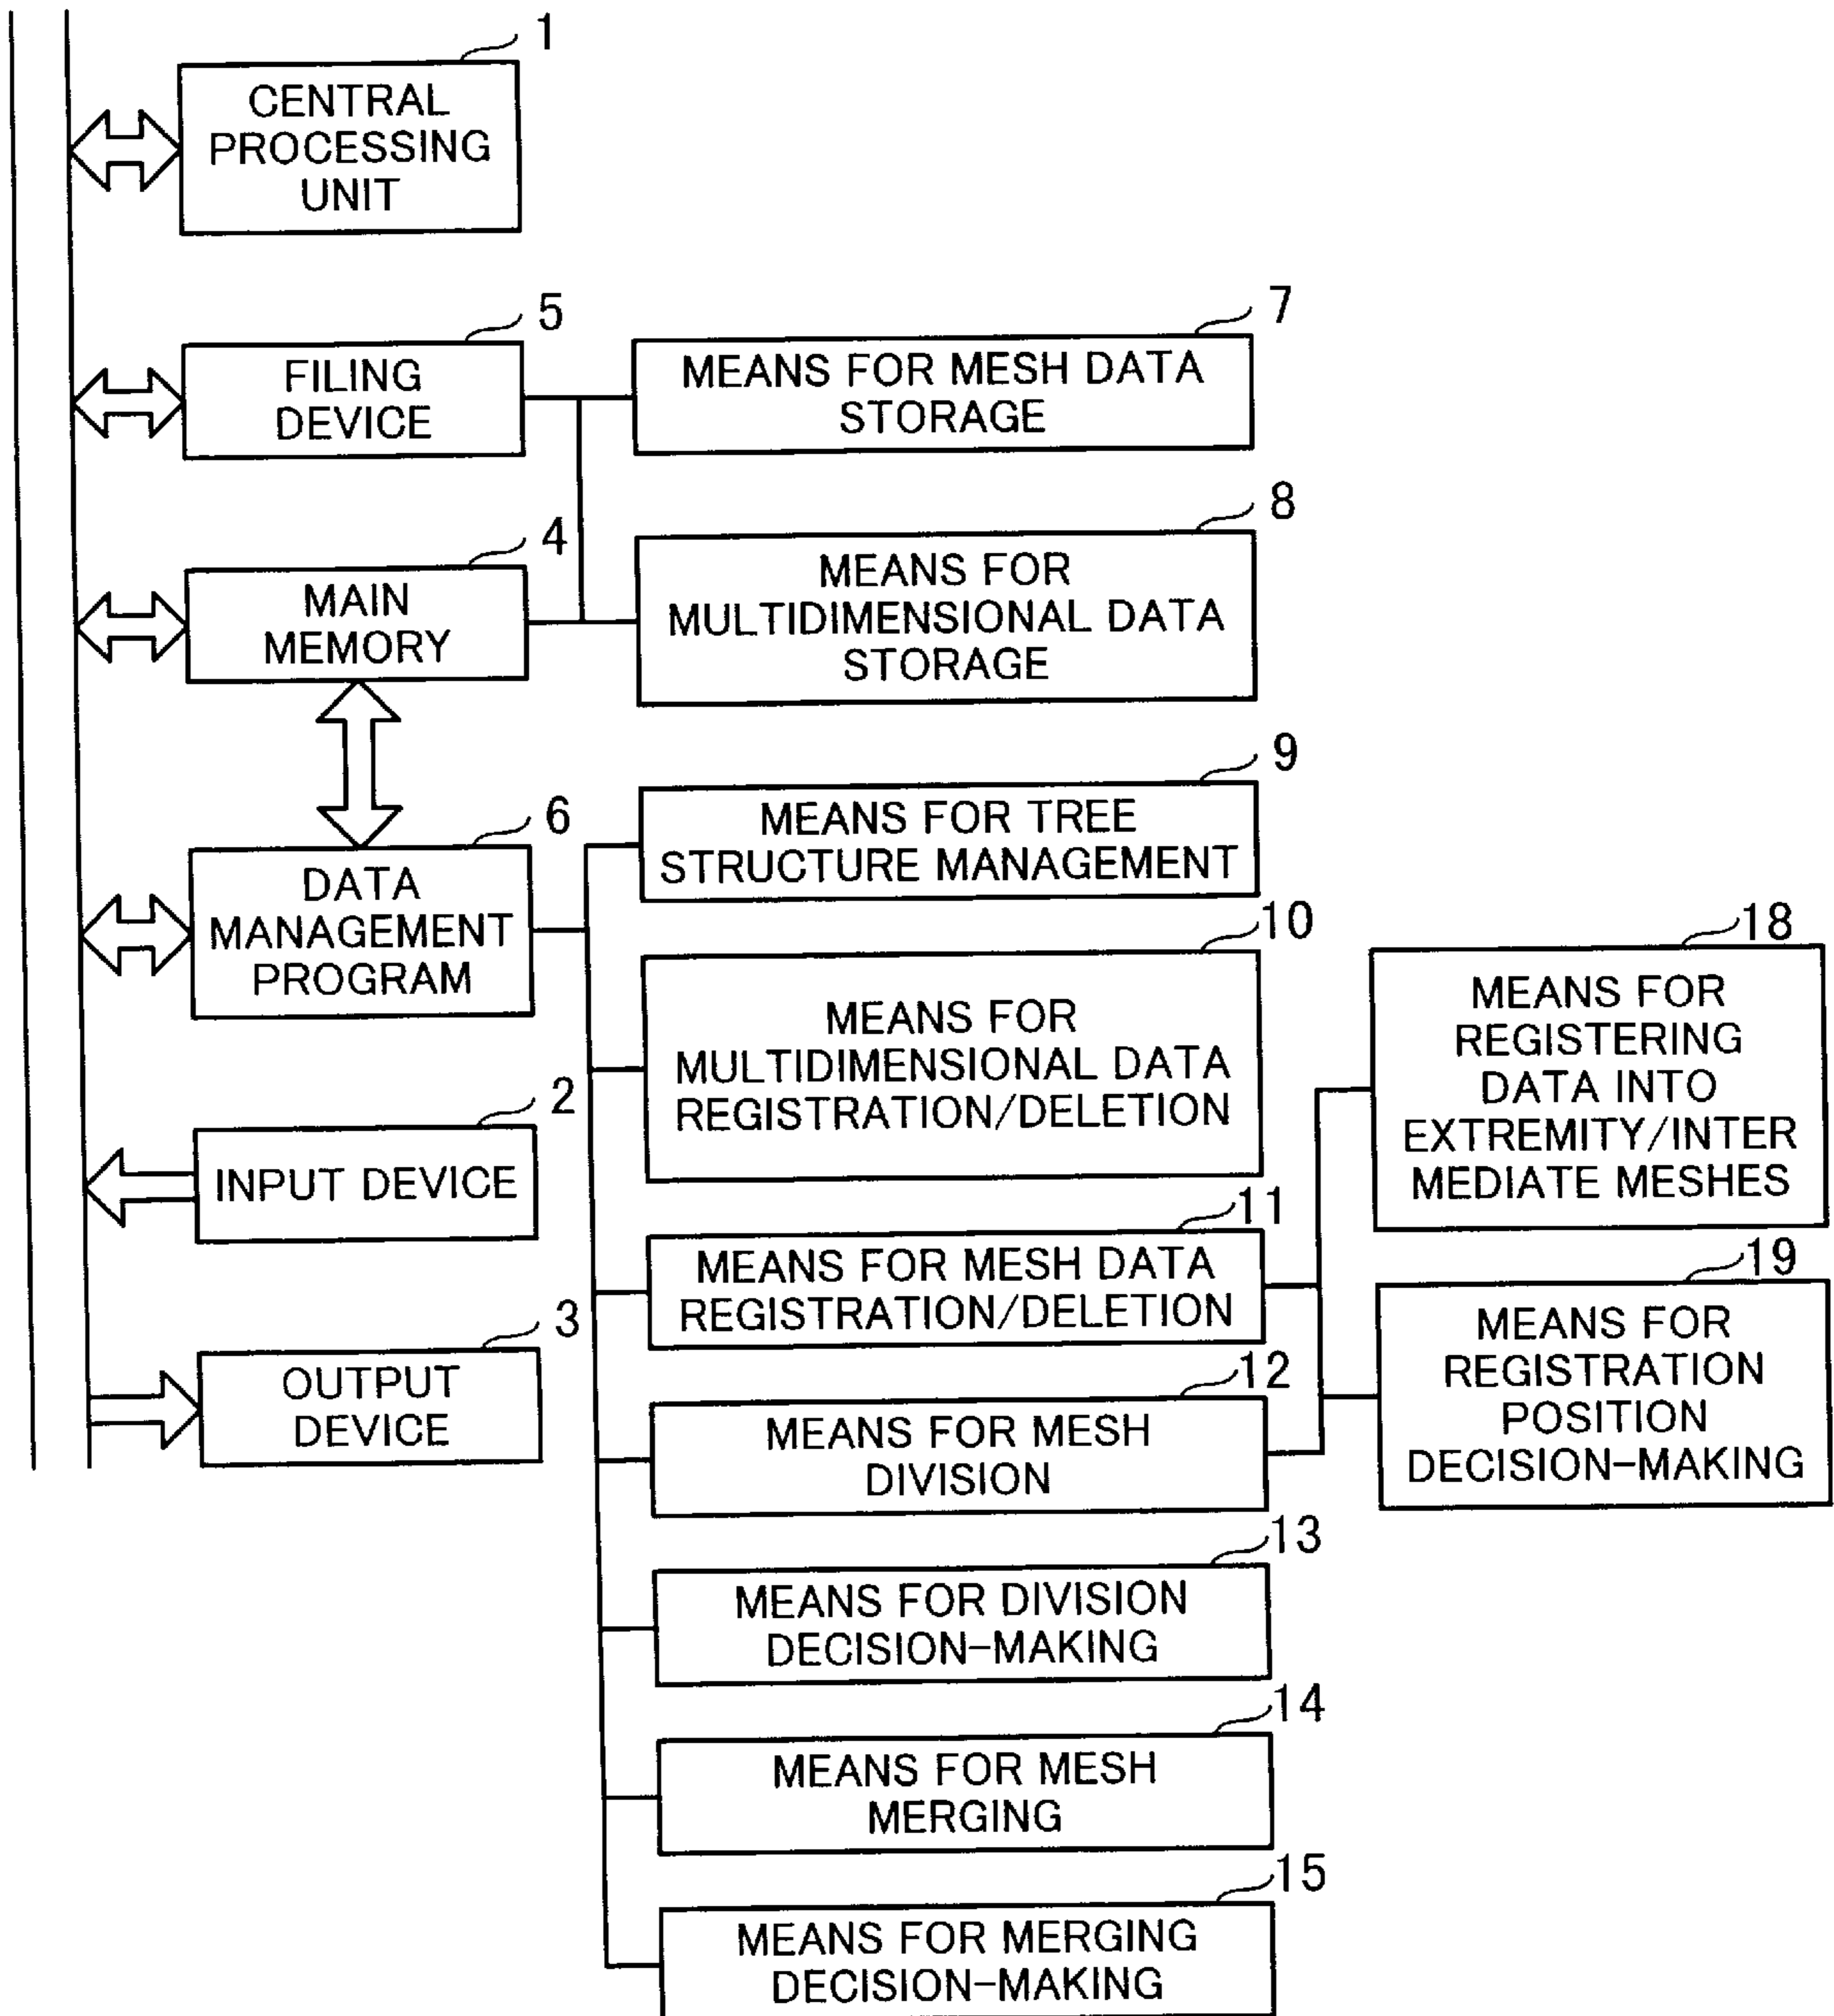 1
CENTRAL
PROCESSING
UNIT
5
FILING
DEVICE
7
MEANS FOR MESH DATA
STORAGE
4
MAIN
MEMORY
8
MEANS FOR
MULTIDIMENSIONAL DATA
STORAGE
9
MEANS FOR TREE
STRUCTURE MANAGEMENT
6
DATA
MANAGEMENT
PROGRAM
10
MEANS FOR
MULTIDIMENSIONAL DATA
REGISTRATION/DELETION
18
MEANS FOR
REGISTERING
DATA INTO
EXTREMITY/INTER
MEDIATE MESHES
2
INPUT DEVICE
11
MEANS FOR MESH DATA
REGISTRATION/DELETION
19
MEANS FOR
REGISTRATION
POSITION
DECISION-MAKING
3
OUTPUT
DEVICE
12
MEANS FOR MESH
DIVISION
13
MEANS FOR DIVISION
DECISION-MAKING
14
MEANS FOR MESH
MERGING
15
MEANS FOR MERGING
DECISION-MAKING